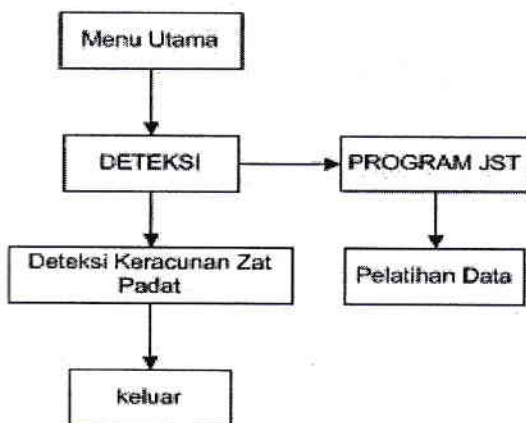 Menu Utama
DETEKSI
PROGRAM JST
Deteksi Keracunan Zat
Padat
Pelatihan Data
keluar